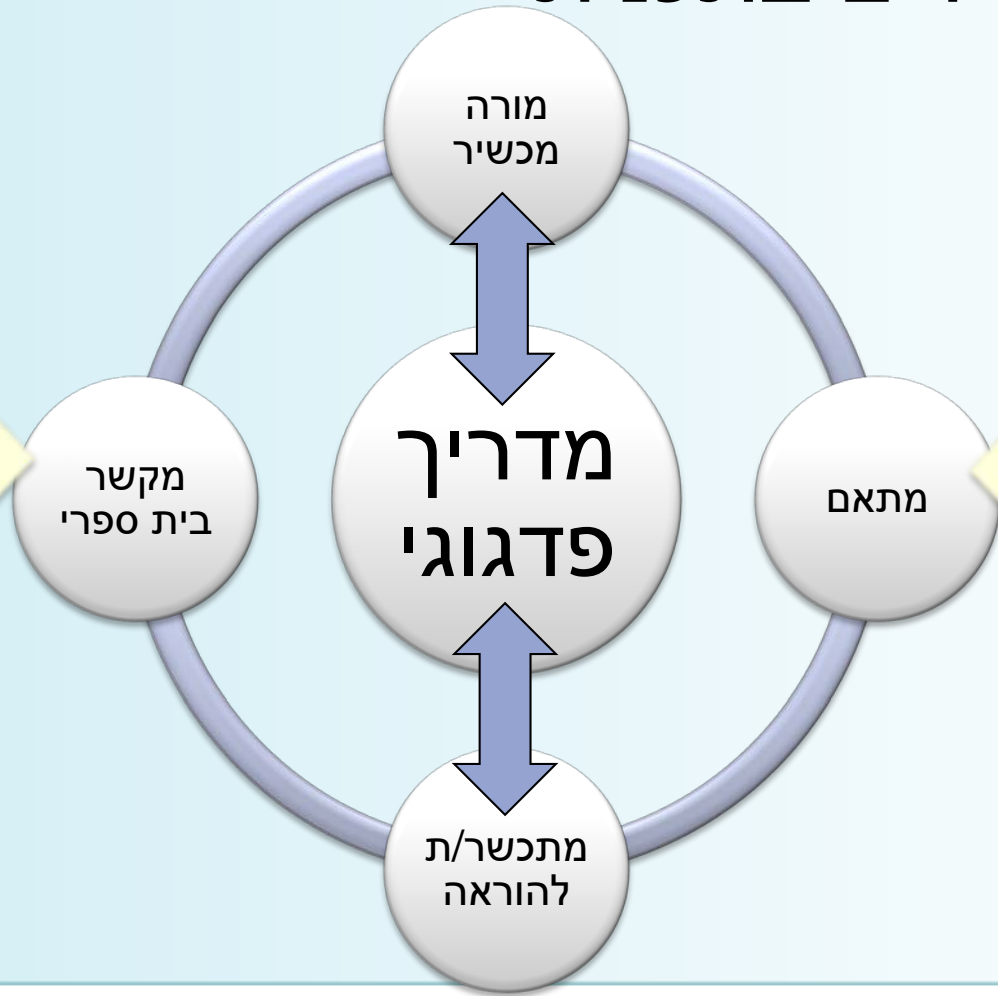 מורה
מכשיר
מדריך
פדגוגי
מתאם
מקשר
בית ספרי
מתכשר/ת
להוראה